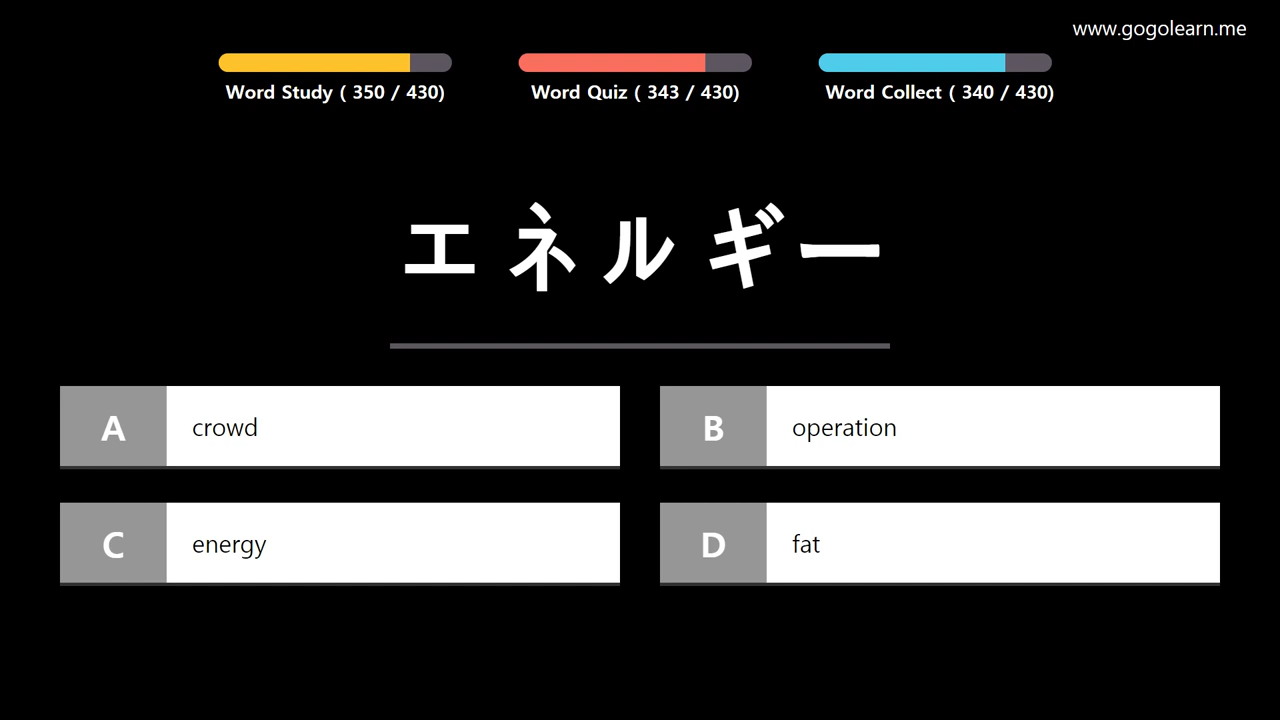 www.gogolearn.me
Word Study ( 350 / 430)
Word Quiz ( 343 / 430)
Word Collect ( 340 / 430)
エネルギー
A crowd
B operation
C energy
D fat